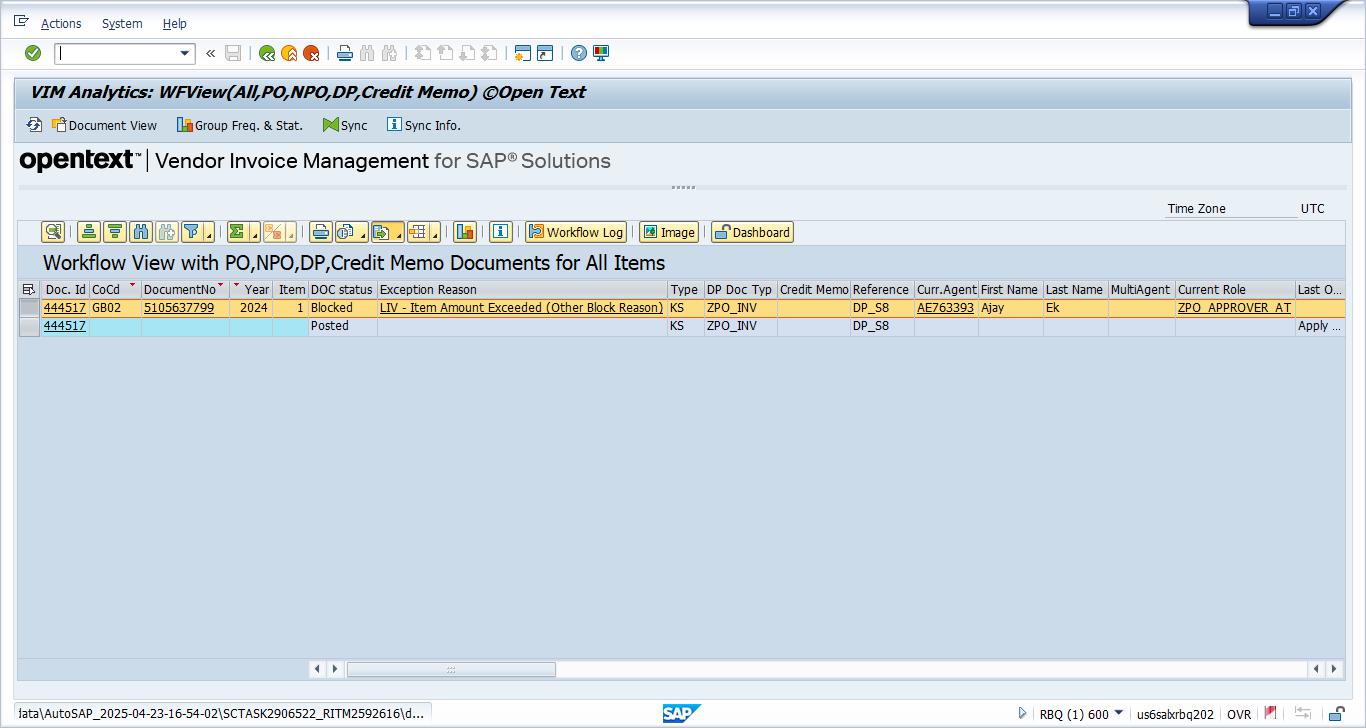 Actions System Help
VIM Analytics: WFView(All,PO,NPO,DP,Credit Memo) ©Open Text
Document View Group Freq. & Stat. Sync Sync Info.
opentext™ | Vendor Invoice Management for SAP® Solutions
Time Zone UTC
Workflow Log Image Dashboard
Workflow View with PO,NPO,DP,Credit Memo Documents for All Items
Doc. Id CoCd DocumentNo Year Item DOC status Exception Reason Type DP Doc Typ Credit Memo Reference Curr.Agent First Name Last Name MultiAgent Current Role Last O...
444517 GB02 5105637799 2024 1 Blocked LIV - Item Amount Exceeded (Other Block Reason) KS ZPO_INV DP_S8 AE763393 Ajay Ek ZPO_APPROVER_AT
444517 Posted KS ZPO_INV DP_S8 Apply ...
data\AutoSAP_2025-04-23-16-54-02\SCTASK2906522_RITM2592616\d... SAP RBQ (1) 600 us6salxrbq202 OVR